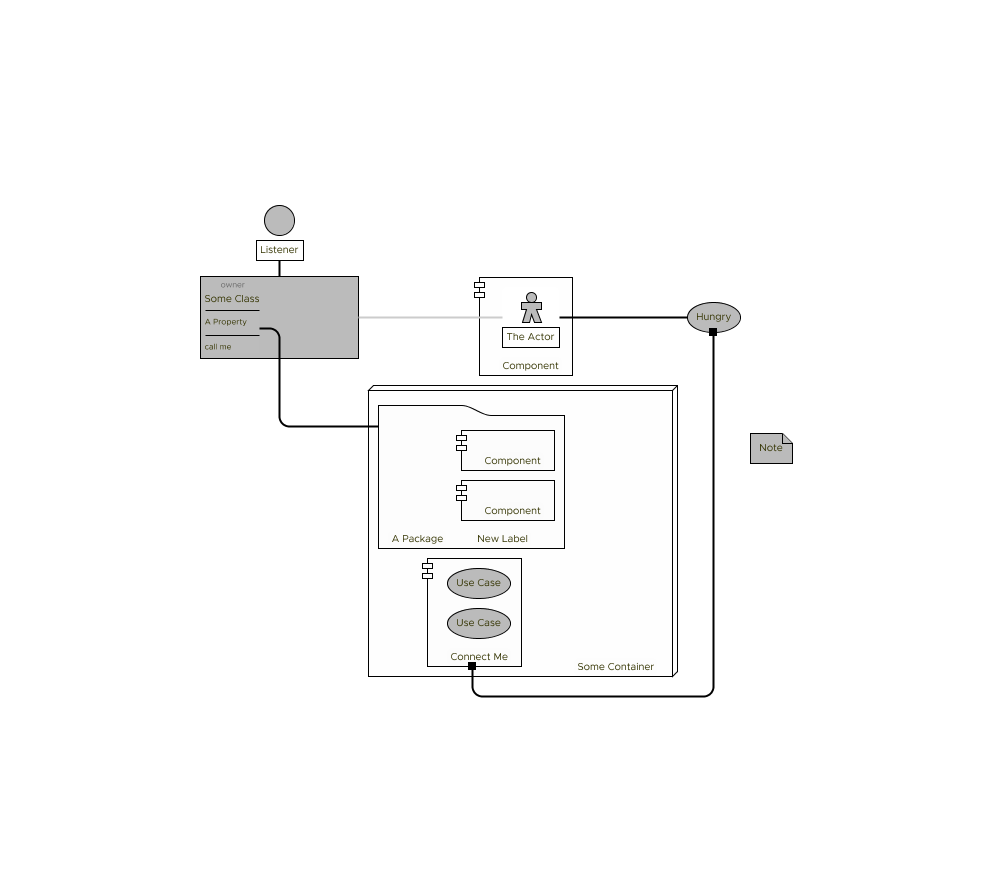 Listener
owner
Some Class
A Property
call me
The Actor
Component
Hungry
Note
Component
Component
A Package
New Label
Use Case
Use Case
Connect Me
Some Container